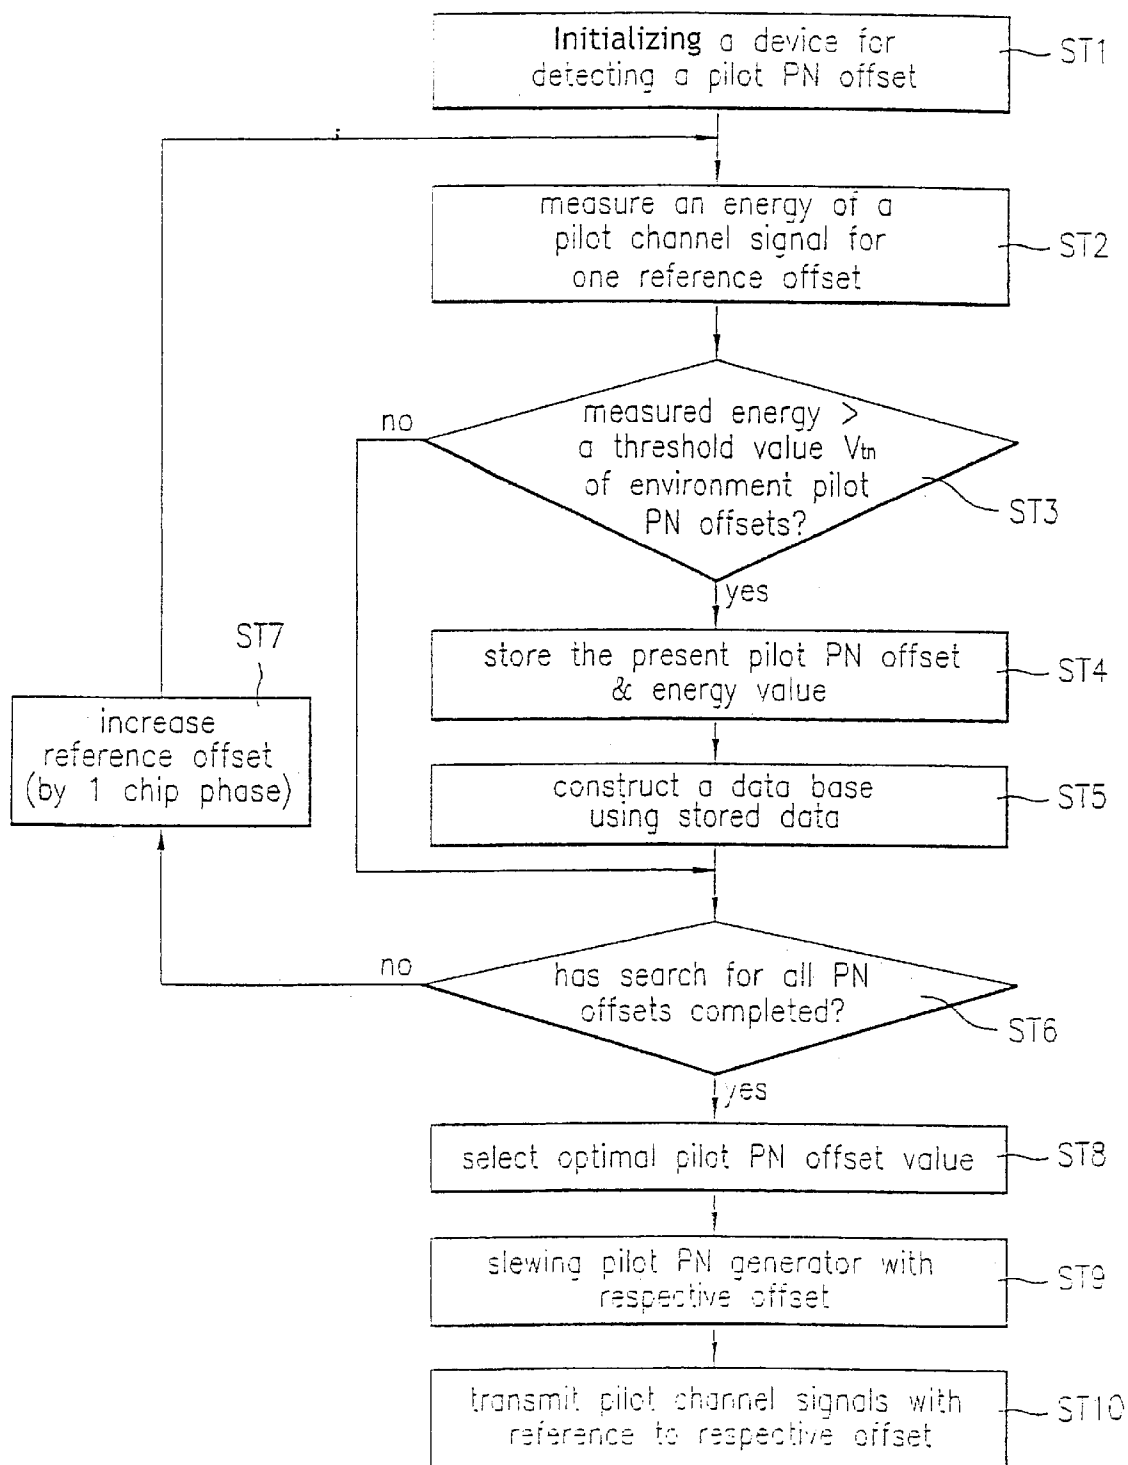 Initializing a device for
detecting a pilot PN offset
ST1
measure an energy of a
pilot channel signal for
one reference offset
ST2
no
measured energy >
a threshold value Vtn
of environment pilot
PN offsets?
ST3
yes
store the present pilot PN offset
& energy value
ST4
ST7
increase
reference offset
(by 1 chip phase)
construct a data base
using stored data
ST5
no
has search for all PN
offsets completed?
ST6
yes
select optimal pilot PN offset value
ST8
slewing pilot PN generator with
respective offset
ST9
transmit pilot channel signals with
reference to respective offset
ST10